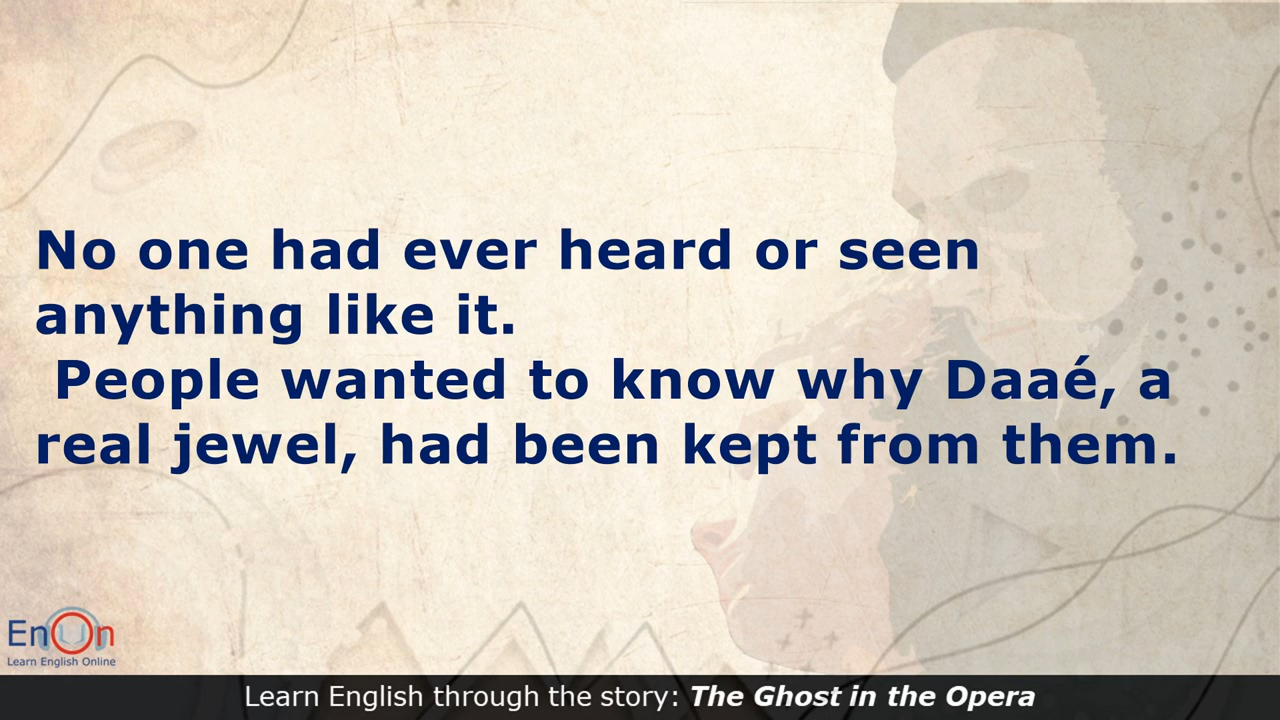 No one had ever heard or seen
anything like it.
People wanted to know why Daaé, a
real jewel, had been kept from them.
EnOn
Learn English Online
Learn English through the story: The Ghost in the Opera